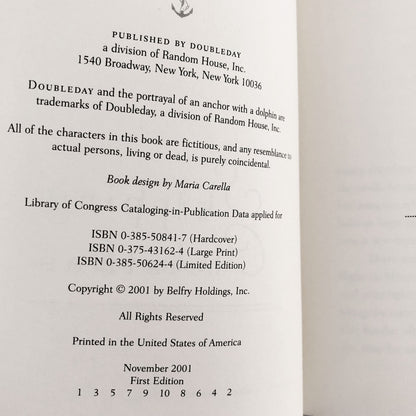 PUBLISHED BY DOUBLEDAY
a division of Random House, Inc.
1540 Broadway, New York, New York 10036
DOUBLEDAY and the portrayal of an anchor with a dolphin are
trademarks of Doubleday, a division of Random House, Inc.
All of the characters in this book are fictitious, and any resemblance to
actual persons, living or dead, is purely coincidental.
Book design by Maria Carella
Library of Congress Cataloging-in-Publication Data applied for
ISBN 0-385-50841-7 (Hardcover)
ISBN 0-375-43162-4 (Large Print)
ISBN 0-385-50624-4 (Limited Edition)
Copyright © 2001 by Belfry Holdings, Inc.
All Rights Reserved
Printed in the United States of America
November 2001
First Edition
1 3 5 7 9 10 8 6 4 2